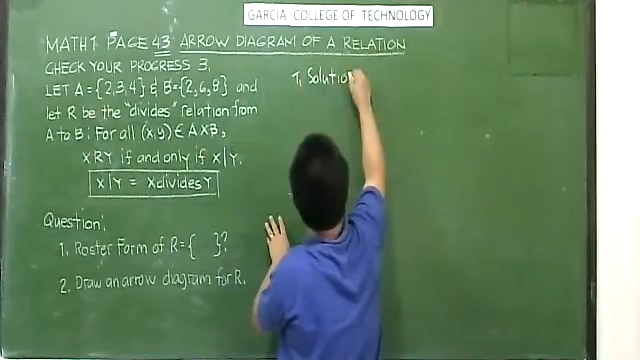 GARCIA COLLEGE OF TECHNOLOGY
MATH 1 PAGE 43 ARROW DIAGRAM OF A RELATION
CHECK YOUR PROGRESS 3.
LET A = {2,3,4} & B = {2,6,8} and
let R be the "divides" relation from
A to B: For all (x,y) ∈ A X B,
x R Y if and only if x | Y.
x | Y = x divides Y
Question:
1. Roster Form of R = { }?
2. Draw an arrow diagram for R.
1. Solution